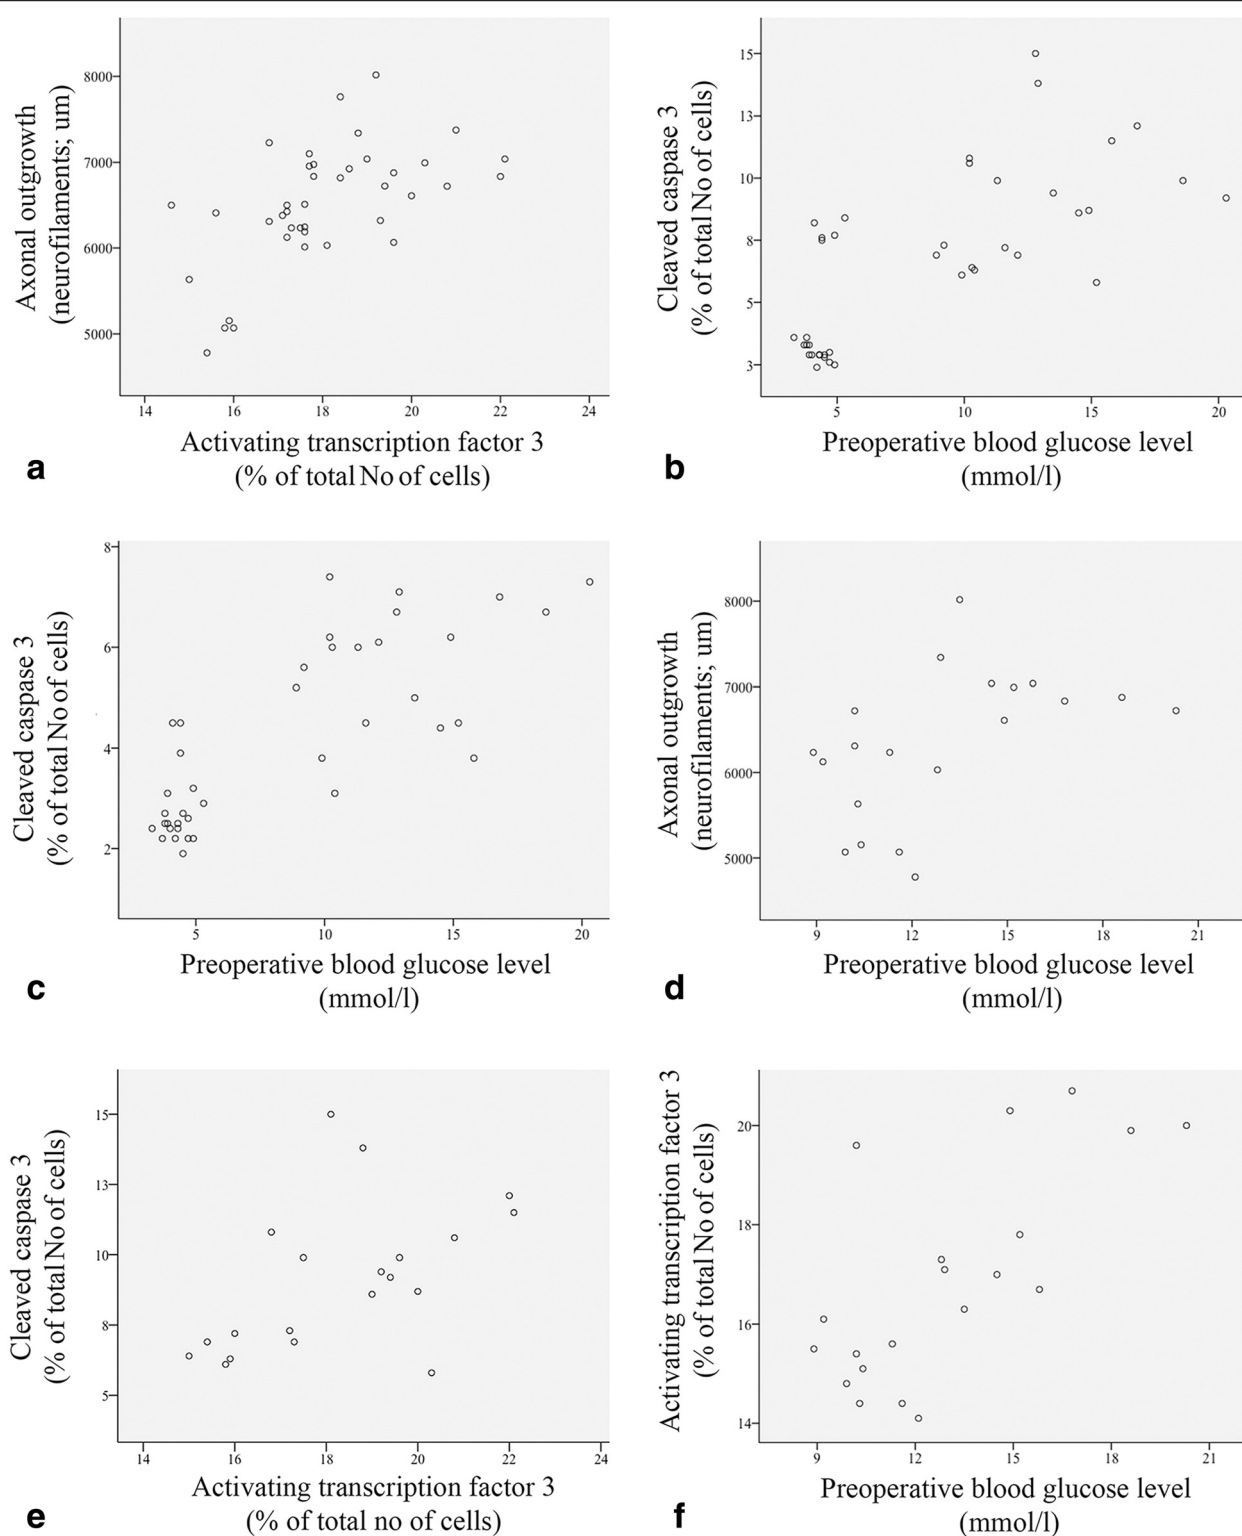 Axonal outgrowth
(neurofilaments; um)
8000
7000
6000
5000
14 16 18 20 22 24
Activating transcription factor 3
(% of total No of cells)
a
Cleaved caspase 3
(% of total No of cells)
15
13
10
8
5
3
5 10 15 20
Preoperative blood glucose level
(mmol/l)
b
Cleaved caspase 3
(% of total No of cells)
8
6
4
2
5 10 15 20
Preoperative blood glucose level
(mmol/l)
c
Axonal outgrowth
(neurofilaments; um)
8000
7000
6000
5000
9 12 15 18 21
Preoperative blood glucose level
(mmol/l)
d
Cleaved caspase 3
(% of total No of cells)
15
13
10
8
5
14 16 18 20 22 24
Activating transcription factor 3
(% of total no of cells)
e
Activating transcription factor 3
(% of total No of cells)
20
18
16
14
9 12 15 18 21
Preoperative blood glucose level
(mmol/l)
f